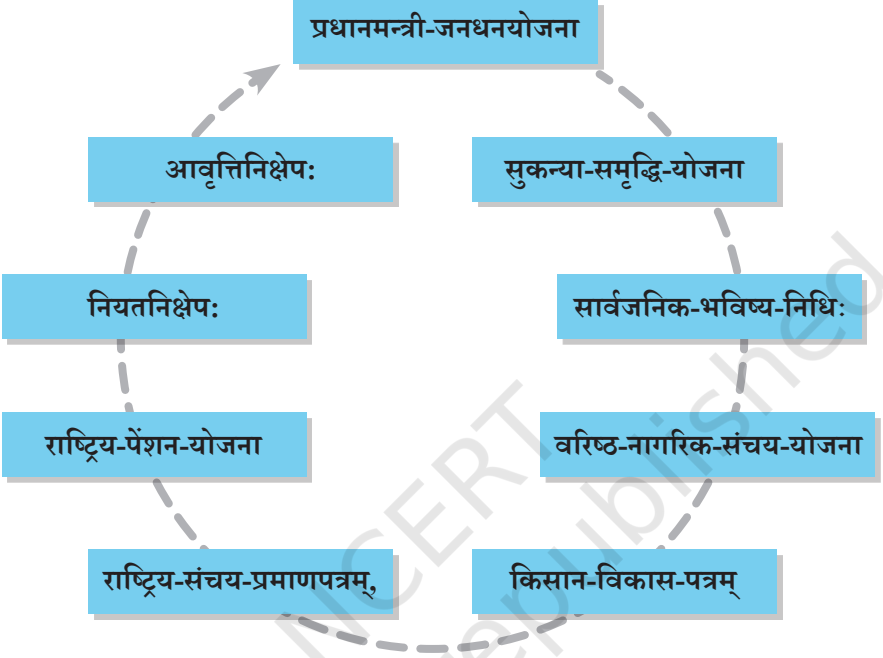 प्रधानमन्त्री-जनधनयोजना
सुकन्या-समृद्धि-योजना
सार्वजनिक-भविष्य-निधिः
वरिष्ठ-नागरिक-संचय-योजना
किसान-विकास-पत्रम्
राष्ट्रिय-संचय-प्रमाणपत्रम्,
राष्ट्रिय-पेंशन-योजना
नियतनिक्षेप:
आवृत्तिनिक्षेप:
NCERT
republished